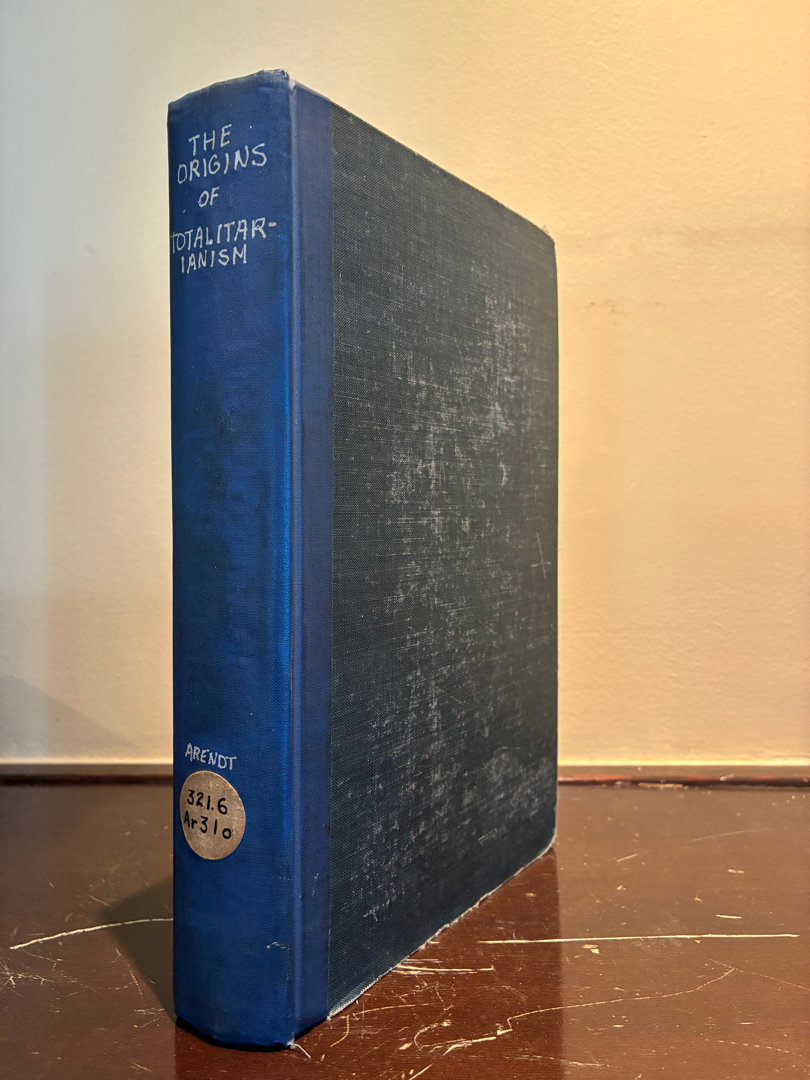 THE
ORIGINS
OF
TOTALITAR-
IANISM
ARENDT
321.6
Ar31o